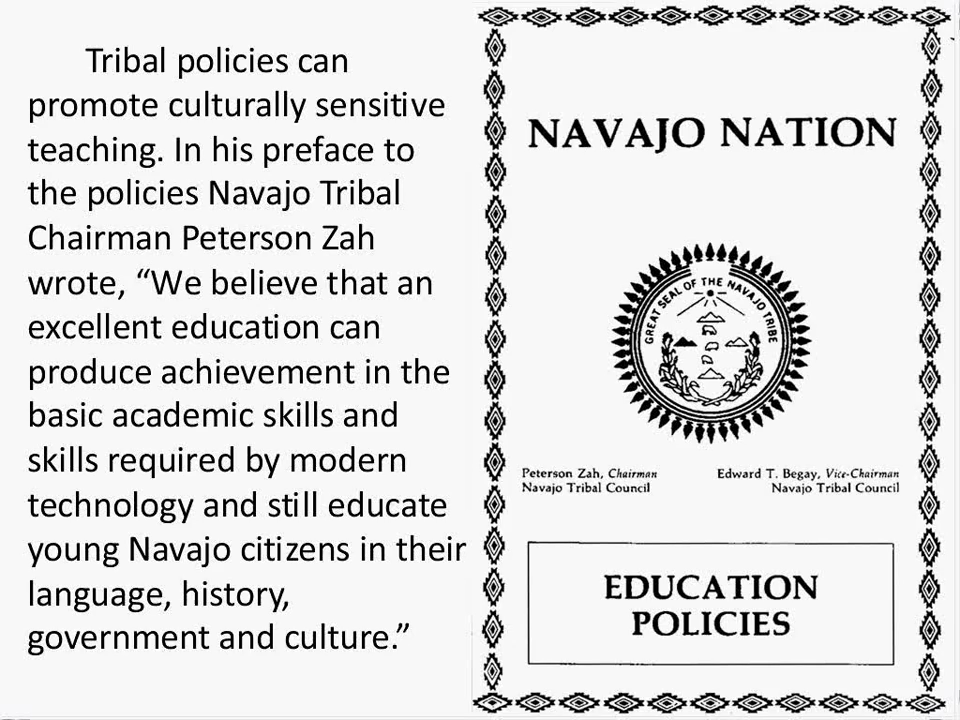 Tribal policies can
promote culturally sensitive
teaching. In his preface to
the policies Navajo Tribal
Chairman Peterson Zah
wrote, “We believe that an
excellent education can
produce achievement in the
basic academic skills and
skills required by modern
technology and still educate
young Navajo citizens in their
language, history,
government and culture.”
NAVAJO NATION
GREAT SEAL OF THE NAVAJO TRIBE
Peterson Zah, Chairman
Navajo Tribal Council
Edward T. Begay, Vice-Chairman
Navajo Tribal Council
EDUCATION
POLICIES